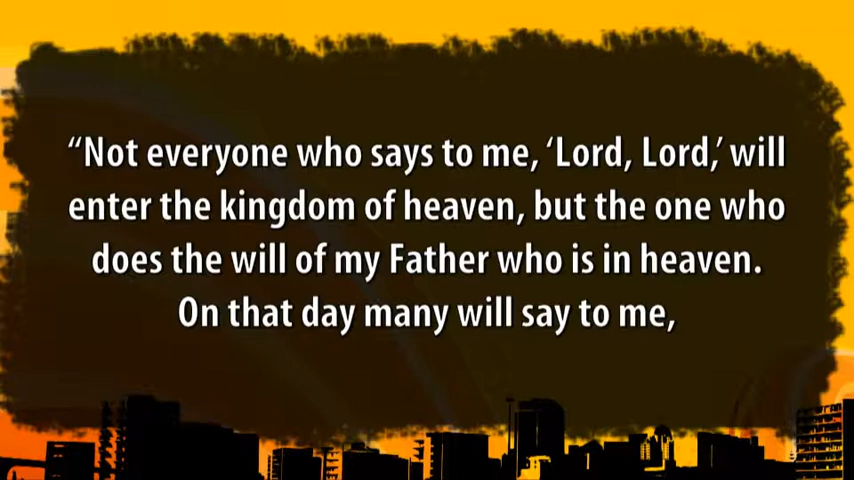 “Not everyone who says to me, ‘Lord, Lord,’ will
enter the kingdom of heaven, but the one who
does the will of my Father who is in heaven.
On that day many will say to me,